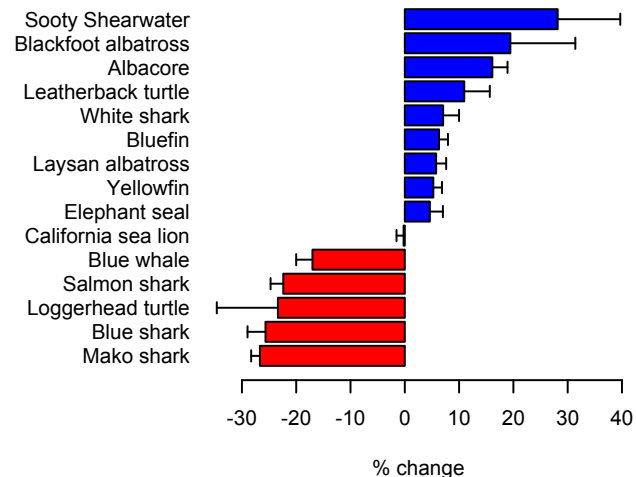 Sooty Shearwater
Blackfoot albatross
Albacore
Leatherback turtle
White shark
Bluefin
Laysan albatross
Yellowfin
Elephant seal
California sea lion
Blue whale
Salmon shark
Loggerhead turtle
Blue shark
Mako shark
-30 -20 -10 0 10 20 30 40
% change